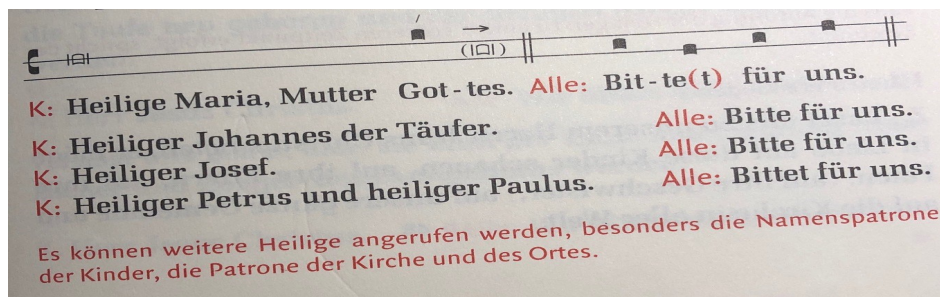 K: Heilige Maria, Mutter Got-tes. Alle: Bit-te(t) für uns.
K: Heiliger Johannes der Täufer. Alle: Bitte für uns.
K: Heiliger Josef. Alle: Bitte für uns.
K: Heiliger Petrus und heiliger Paulus. Alle: Bittet für uns.
Es können weitere Heilige angerufen werden, besonders die Namenspatrone
der Kinder, die Patrone der Kirche und des Ortes.